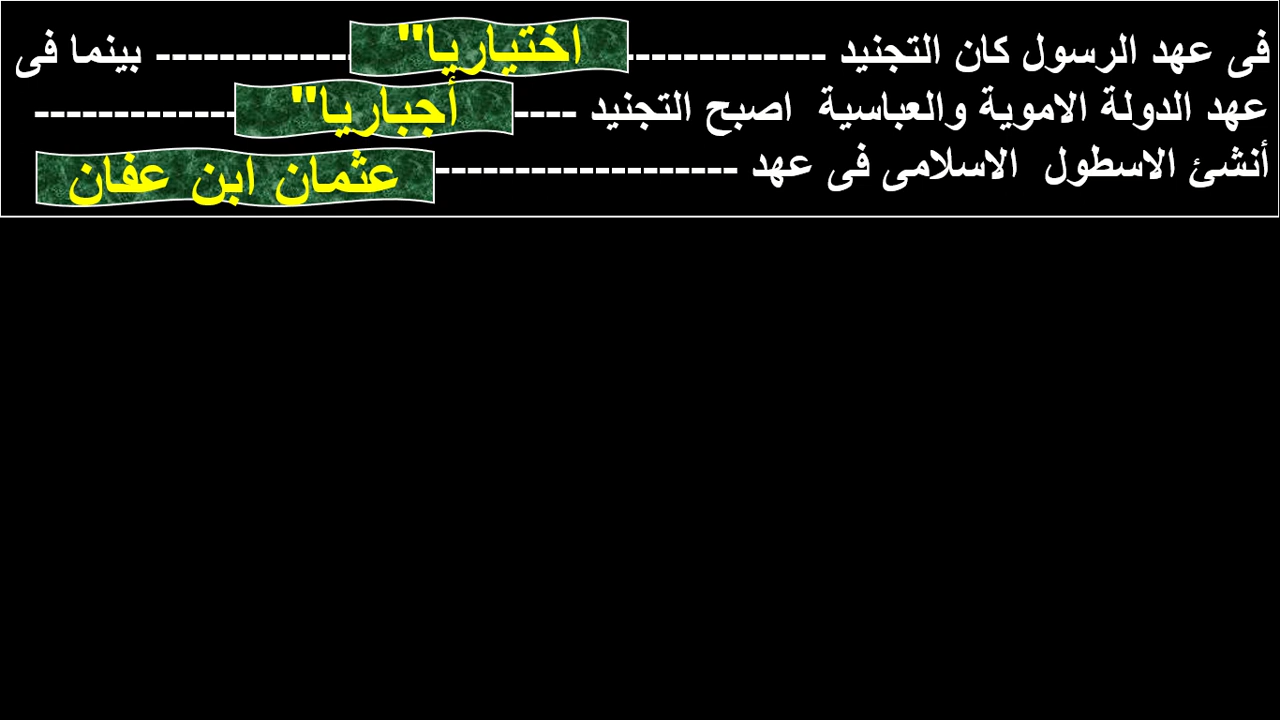 فى عهد الرسول كان التجنيد ------------ اختياريا" ------------ بينما فى
عهد الدولة الاموية والعباسية اصبح التجنيد ---- أجباريا" ------------
أنشئ الاسطول الاسلامى فى عهد ------------------- عثمان ابن عفان